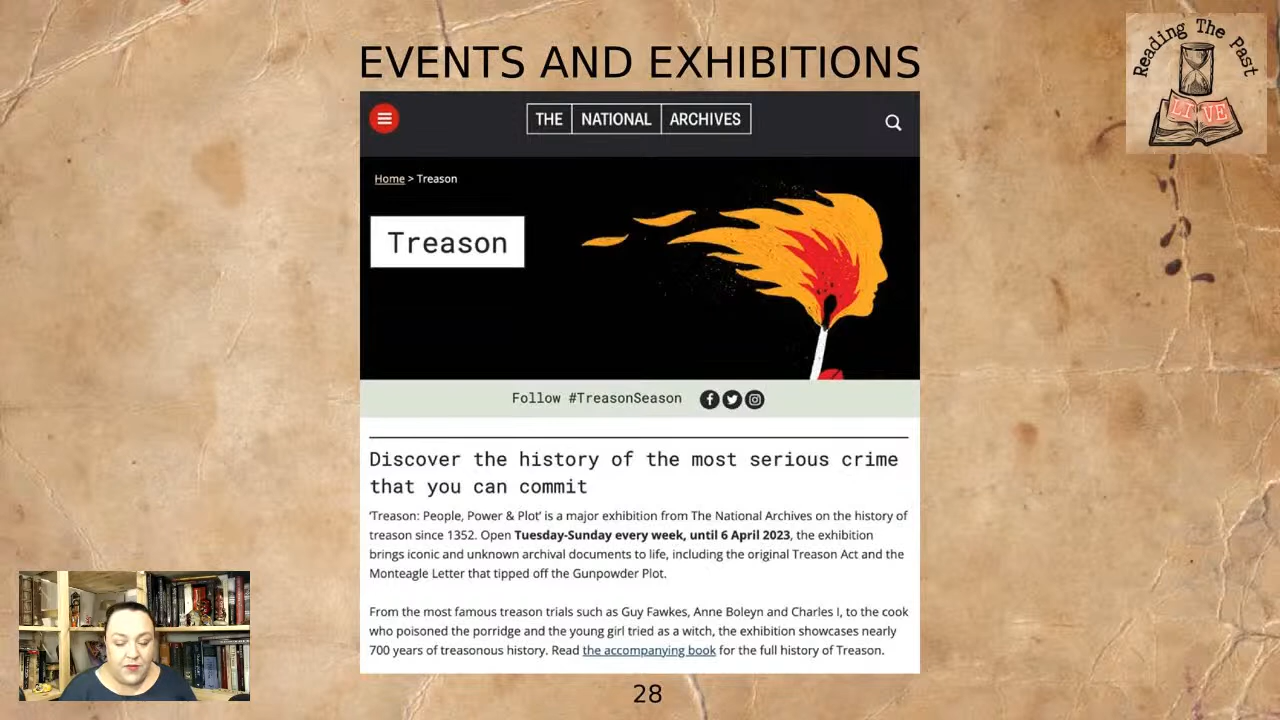 EVENTS AND EXHIBITIONS
Reading The Past
LIVE
THE NATIONAL ARCHIVES
Home > Treason
Treason
Follow #TreasonSeason
Discover the history of the most serious crime
that you can commit
‘Treason: People, Power & Plot’ is a major exhibition from The National Archives on the history of
treason since 1352. Open Tuesday-Sunday every week, until 6 April 2023, the exhibition
brings iconic and unknown archival documents to life, including the original Treason Act and the
Monteagle Letter that tipped off the Gunpowder Plot.
From the most famous treason trials such as Guy Fawkes, Anne Boleyn and Charles I, to the cook
who poisoned the porridge and the young girl tried as a witch, the exhibition showcases nearly
700 years of treasonous history. Read the accompanying book for the full history of Treason.
28